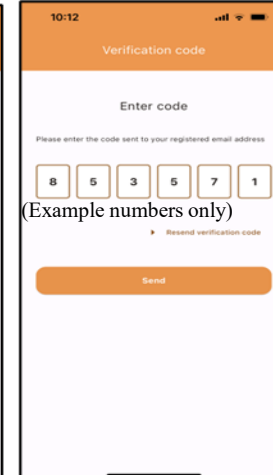 10:12
Verification code
Enter code
Please enter the code sent to your registered email address
8 5 3 5 7 1
(Example numbers only)
Resend verification code
Send